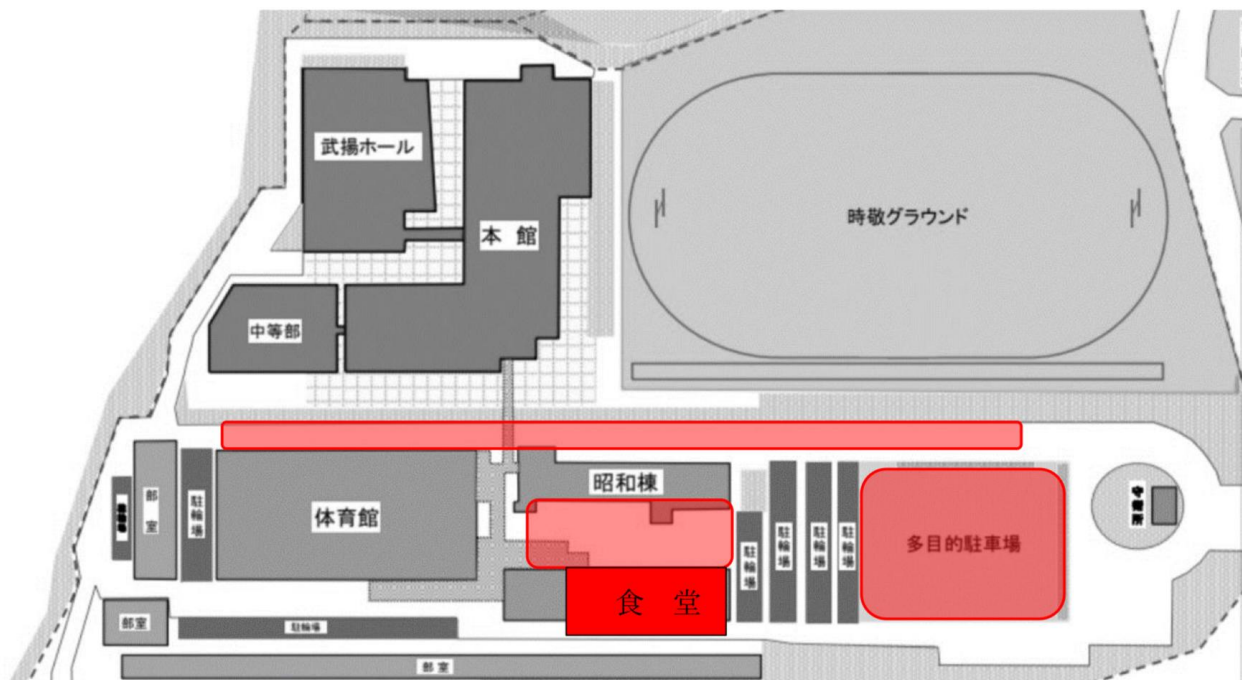 武揚ホール
本 館
時敬グラウンド
中等部
昭和棟
体育館
部室
駐輪場
駐輪場
駐輪場
駐輪場
駐輪場
多目的駐車場
守衛所
食 堂
部室
駐輪場
部 室